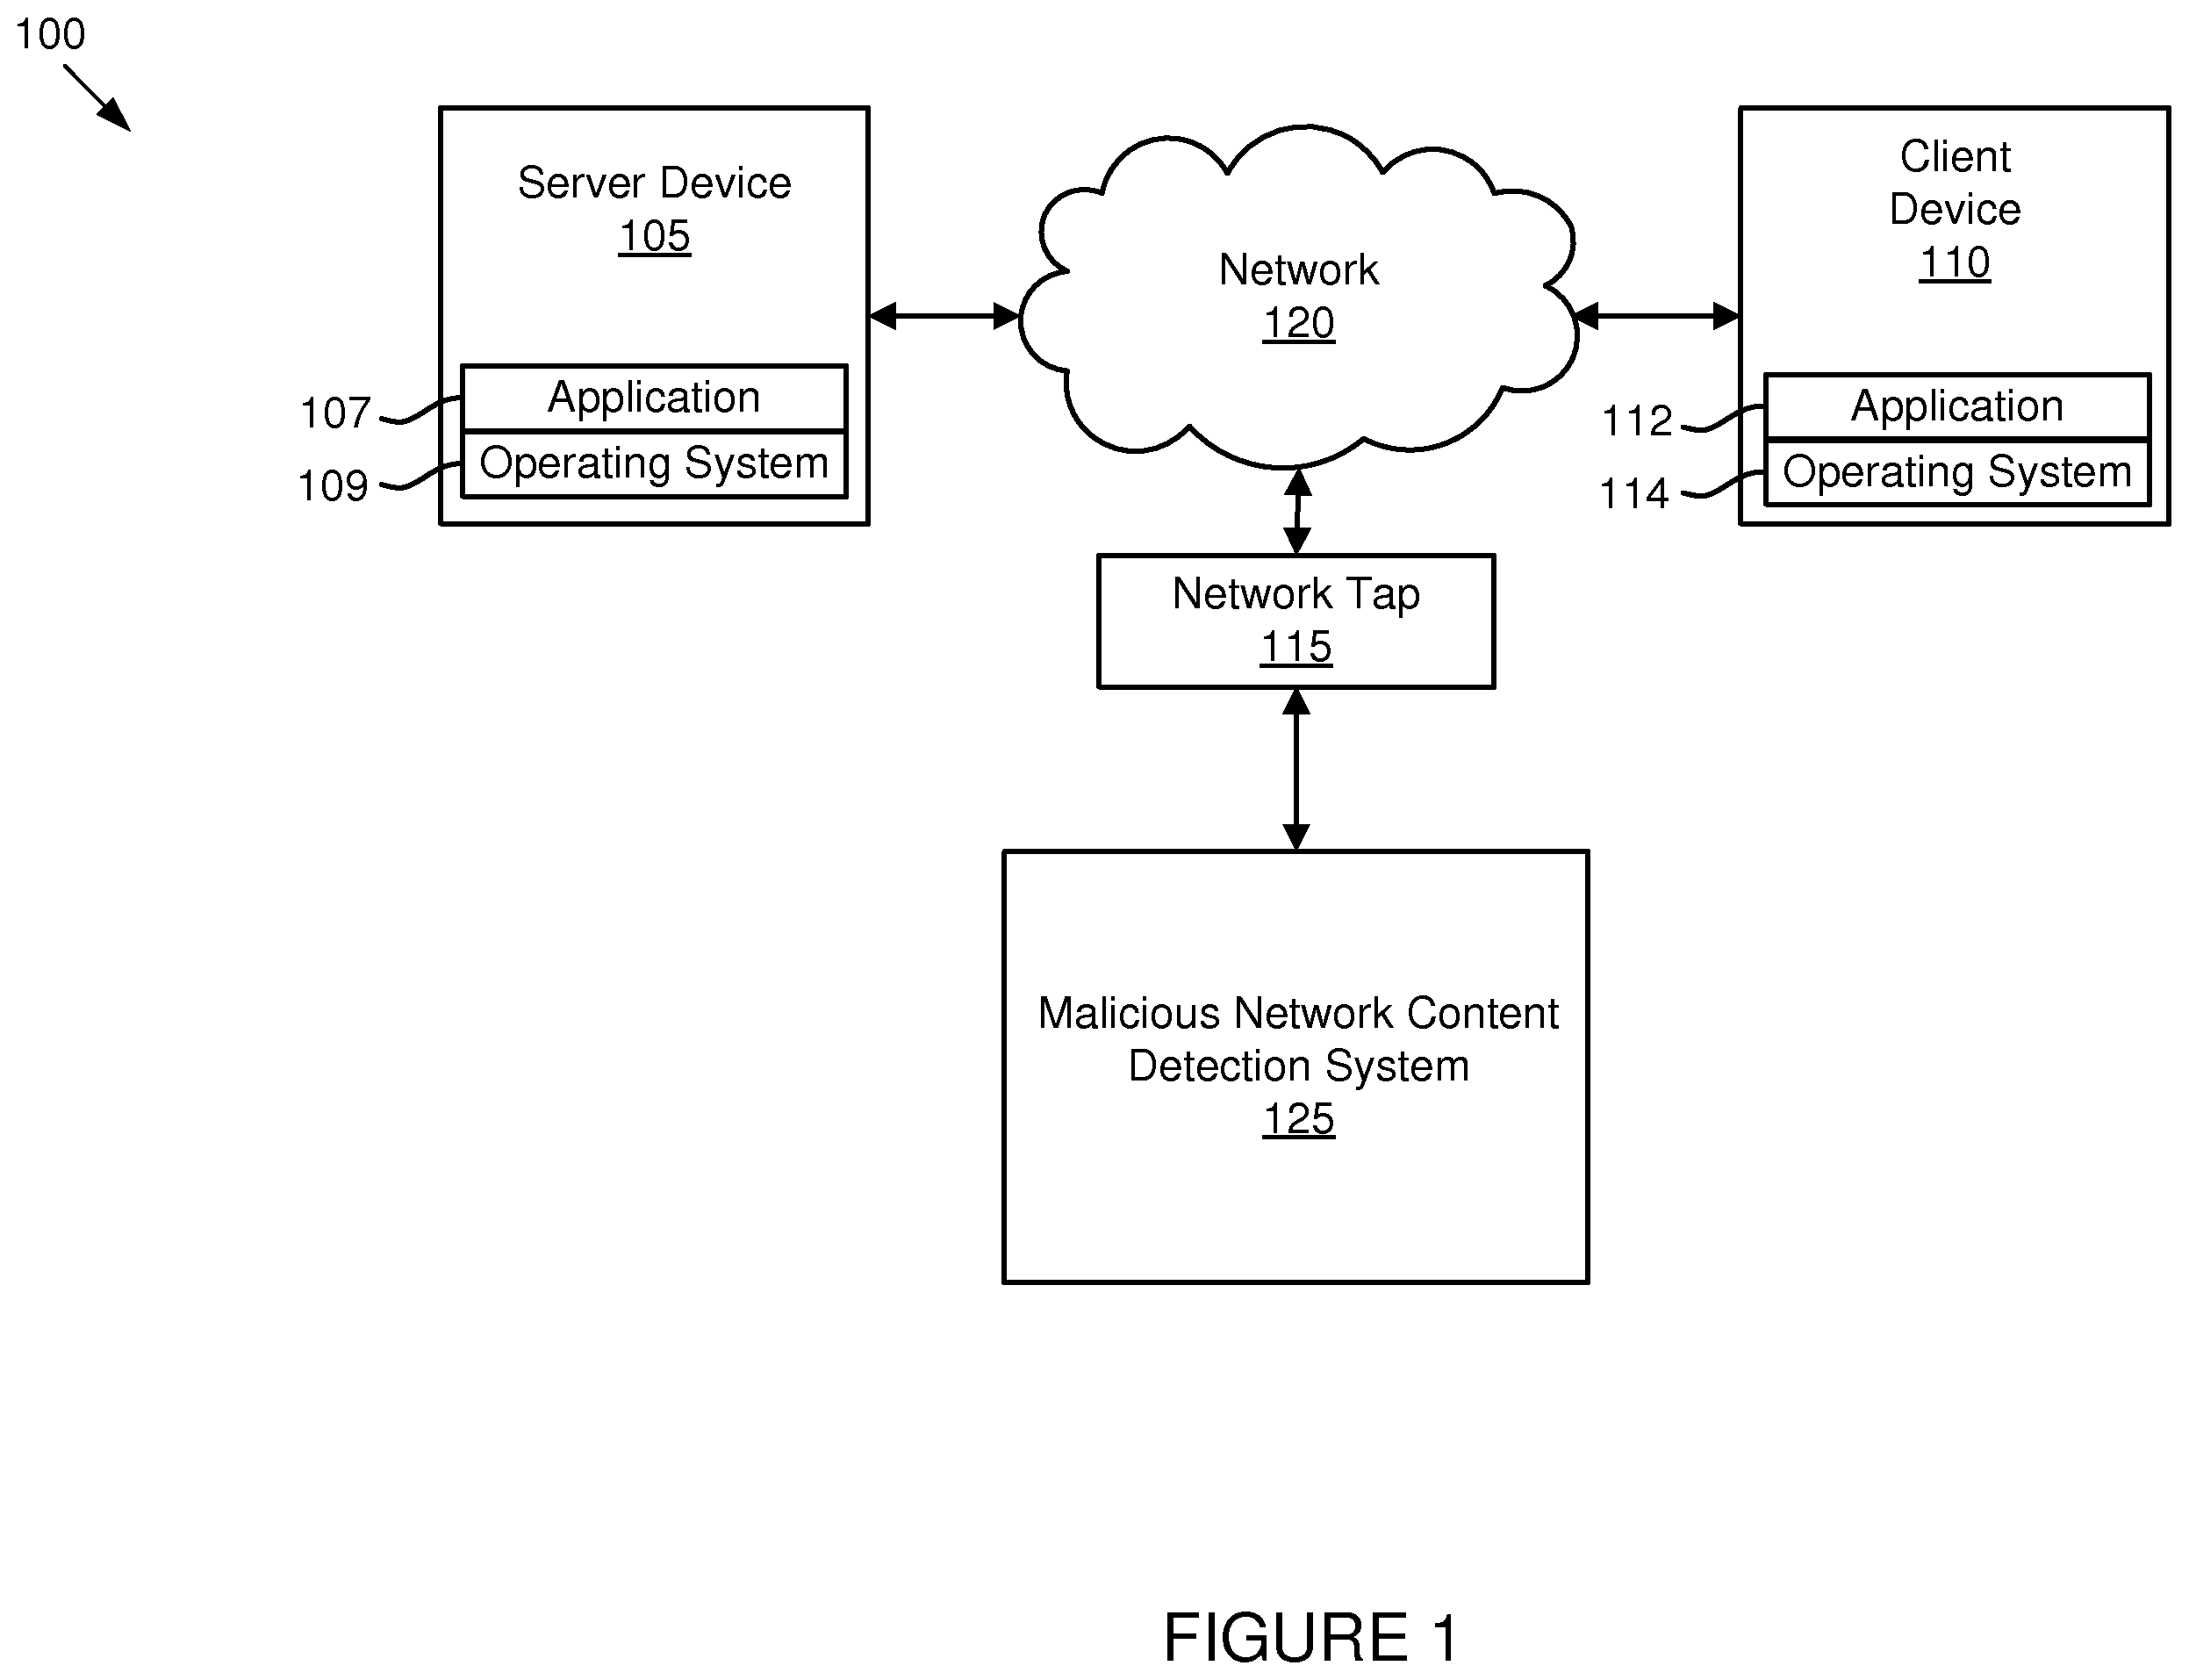 100
Server Device
105
107
Application
109
Operating System
Network
120
Client
Device
110
112
Application
114
Operating System
Network Tap
115
Malicious Network Content
Detection System
125
FIGURE 1